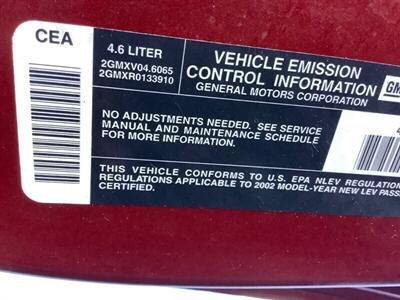 CEA
4.6 LITER
2GMXV04.6065
2GMXR0133910
VEHICLE EMISSION
CONTROL INFORMATION
GENERAL MOTORS CORPORATION
GM
NO ADJUSTMENTS NEEDED. SEE SERVICE
MANUAL AND MAINTENANCE SCHEDULE
FOR MORE INFORMATION.
THIS VEHICLE CONFORMS TO U.S. EPA NLEV REGULATION
REGULATIONS APPLICABLE TO 2002 MODEL-YEAR NEW LEV PASS
CERTIFIED.